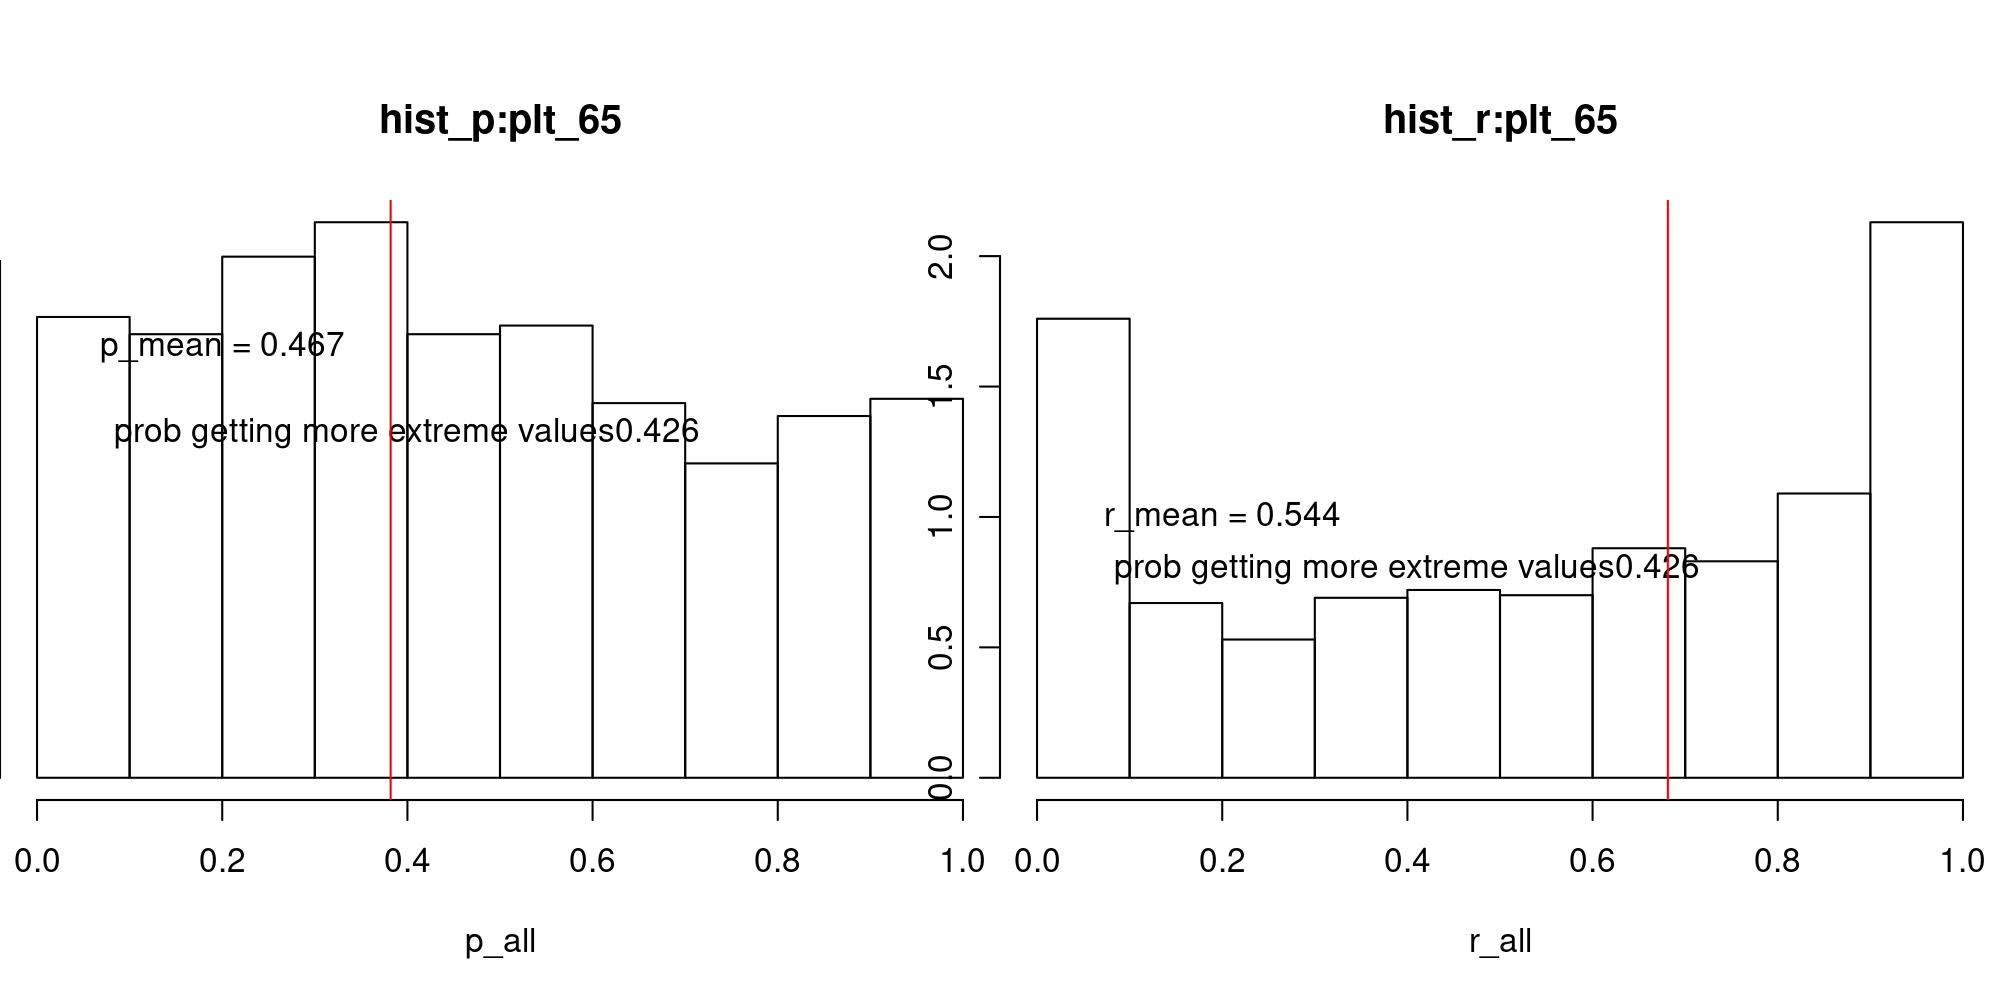 hist_p:plt_65
p_mean = 0.467
prob getting more extreme values0.426
0.0 0.2 0.4 0.6 0.8 1.0
p_all
hist_r:plt_65
2.0
1.5
1.0
0.5
0.0
r_mean = 0.544
prob getting more extreme values0.426
0.0 0.2 0.4 0.6 0.8 1.0
r_all